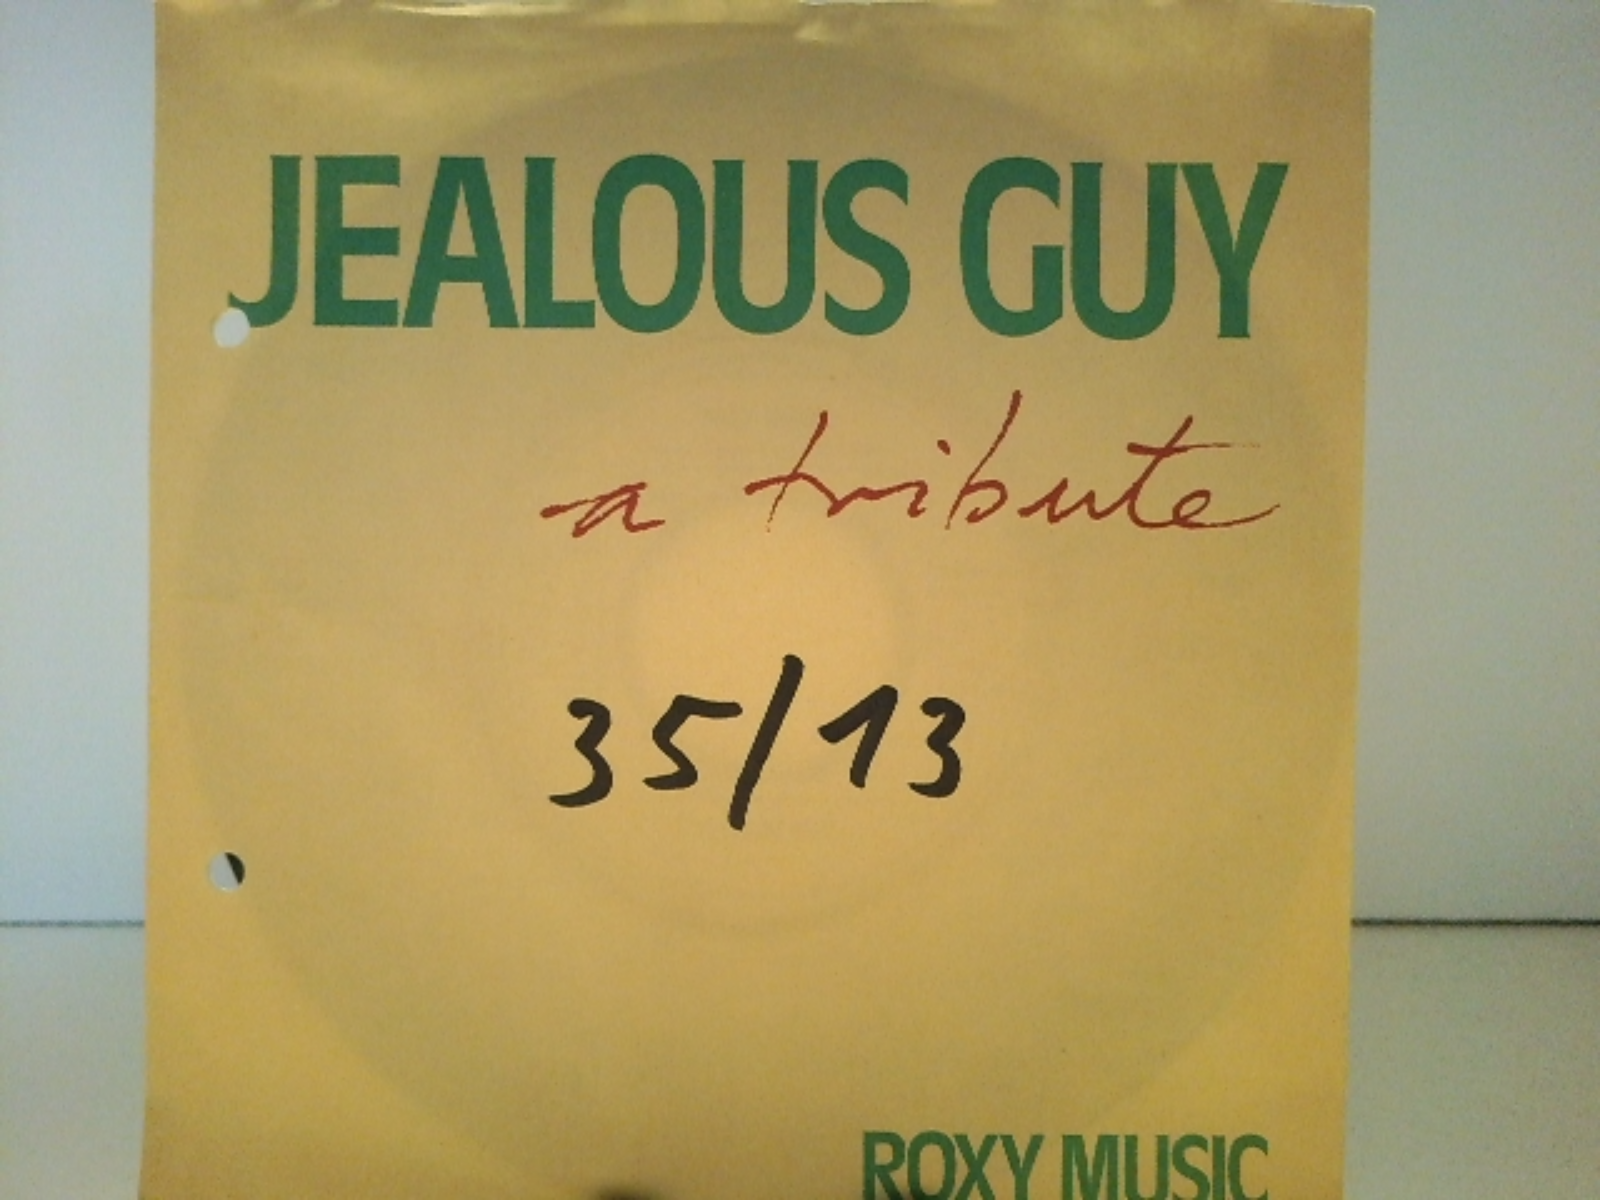 JEALOUS GUY
a tribute
35/13
ROXY MUSIC